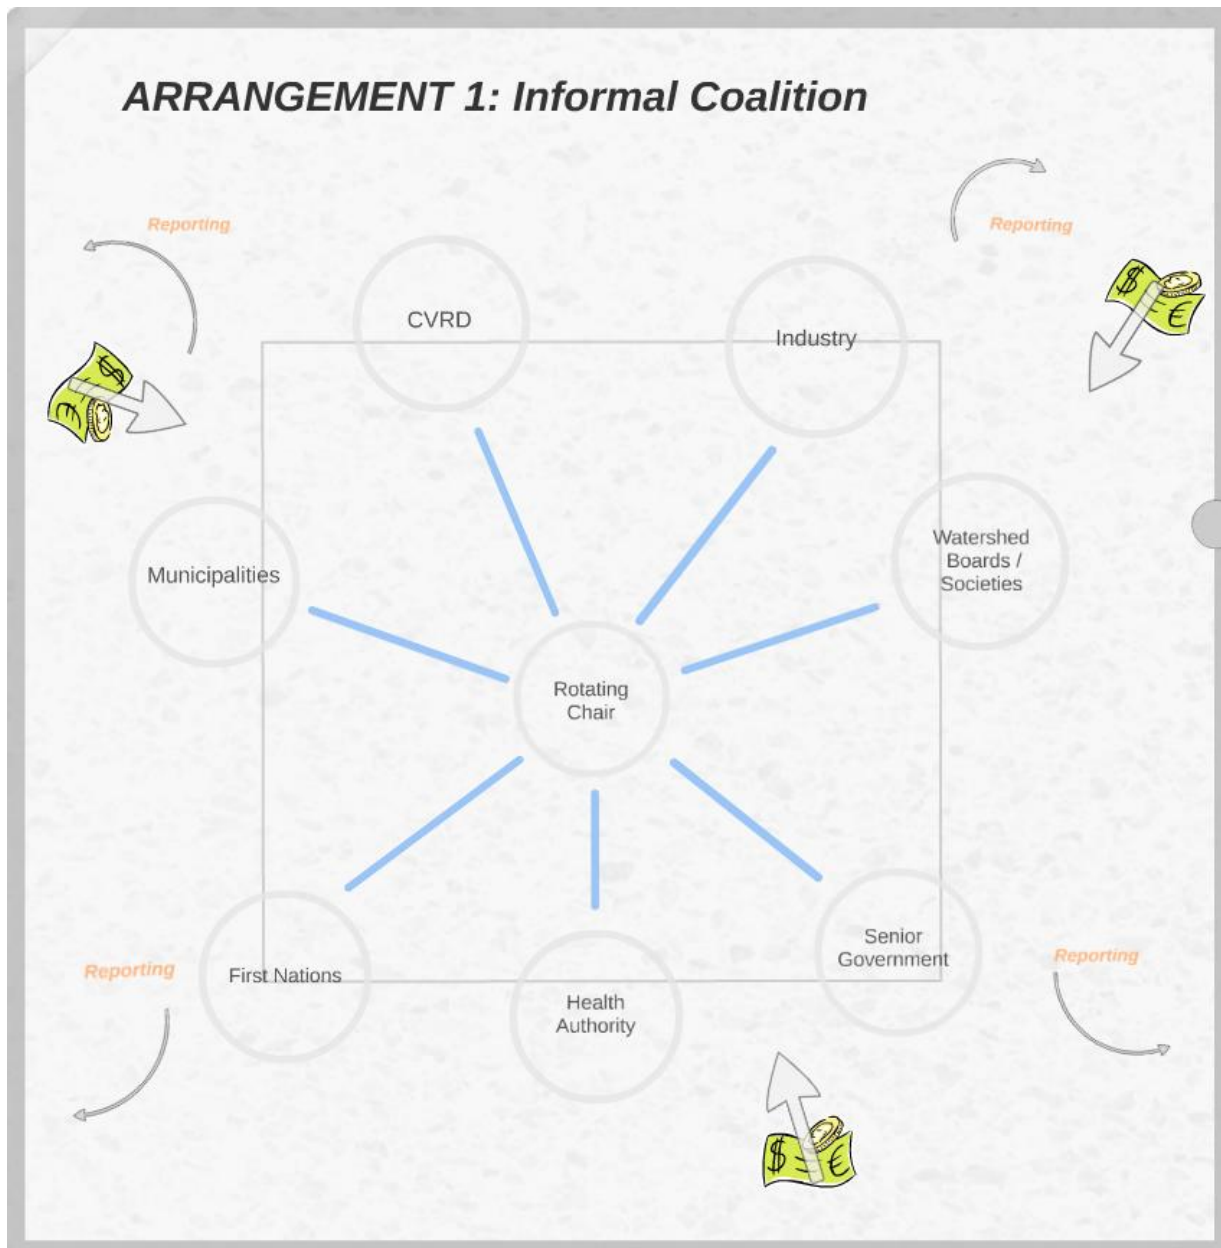 ARRANGEMENT 1: Informal Coalition
Reporting
Reporting
CVRD
Industry
Watershed
Boards /
Societies
Municipalities
Rotating
Chair
Senior
Government
First Nations
Health
Authority
Reporting
Reporting
$ €
$ €
$ €